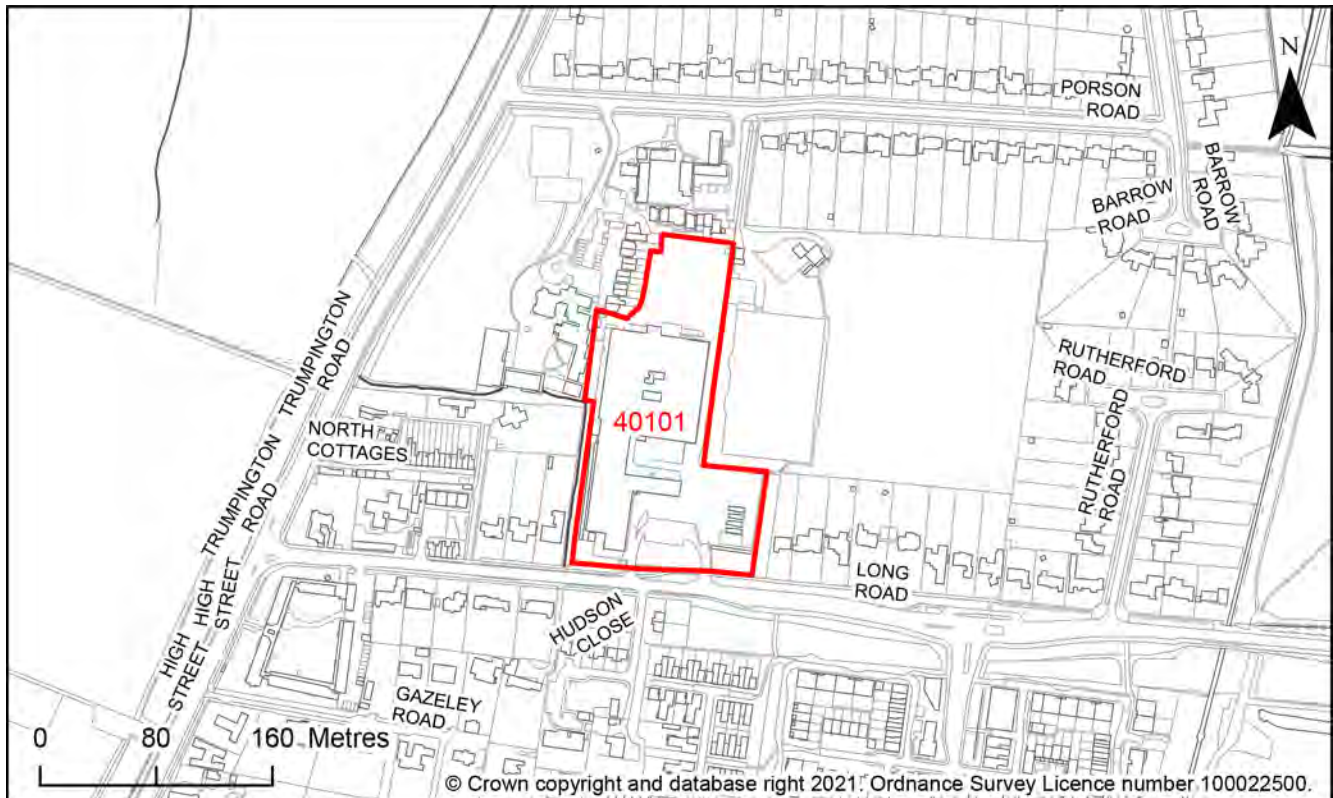 N
PORSON
ROAD
BARROW
ROAD
BARROW
ROAD
TRUMPINGTON
ROAD
RUTHERFORD
ROAD
RUTHERFORD
ROAD
40101
NORTH
COTTAGES
TRUMPINGTON
ROAD
HIGH
STREET
HIGH
STREET
LONG
ROAD
HUDSON
CLOSE
GAZELEY
ROAD
0 80 160 Metres
© Crown copyright and database right 2021. Ordnance Survey Licence number 100022500.